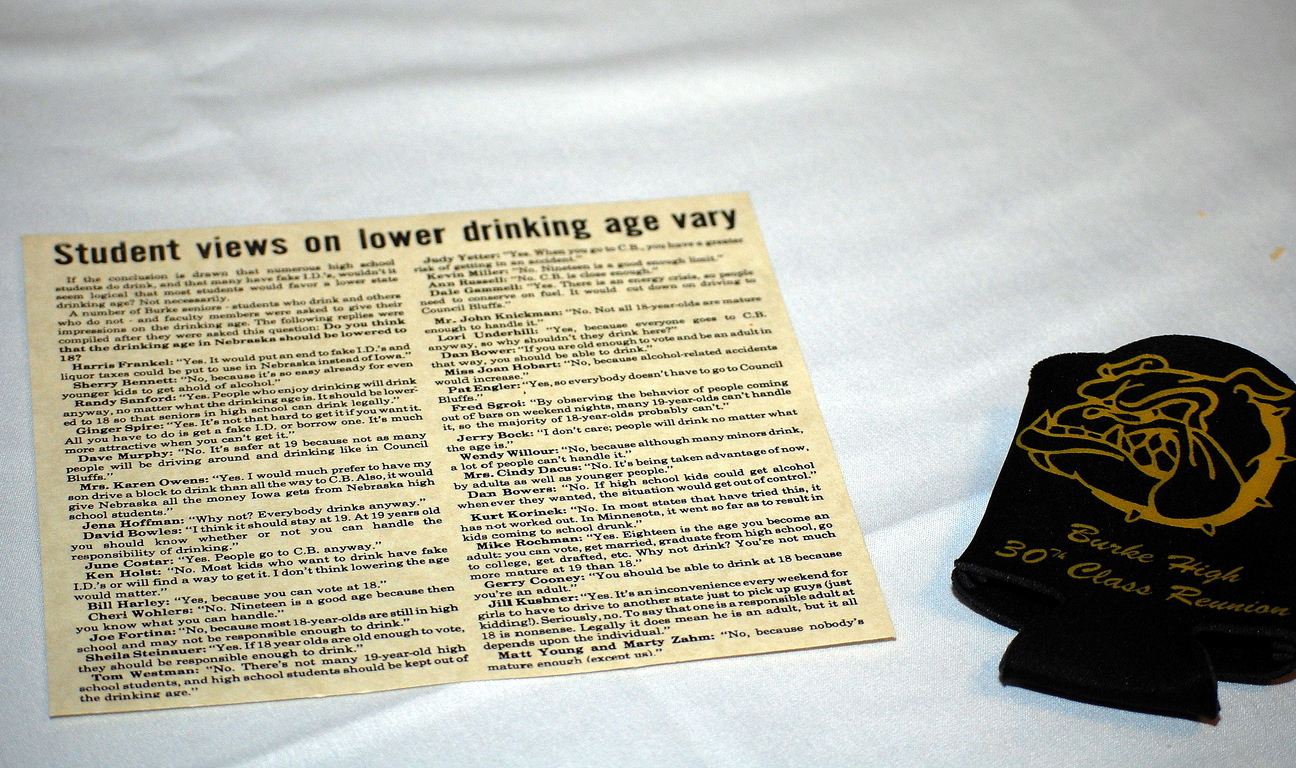 Student views on lower drinking age vary
If the conclusion is drawn that numerous high school
students do drink, and that many have fake I.D.'s, wouldn't it
seem logical that most students would favor a lower state
drinking age? Not necessarily.
A number of Burke seniors - students who drink and others
who do not - and faculty members were asked to give their
impressions on the drinking age. The following replies were
compiled after they were asked this question: Do you think
that the drinking age in Nebraska should be lowered to
18?
Harris Frankel: "Yes. It would put an end to fake I.D.'s and
liquor taxes could be put to use in Nebraska instead of Iowa."
Sherry Bennett: "No, because it's so easy already for even
younger kids to get ahold of alcohol."
Randy Sanford: "Yes. People who enjoy drinking will drink
anyway, no matter what the drinking age is. It should be lower-
ed to 18 so that seniors in high school can drink legally."
Ginger Spire: "Yes. It's not that hard to get it if you want it.
All you have to do is get a fake I.D. or borrow one. It's much
more attractive when you can't get it."
Dave Murphy: "No. It's safer at 19 because not as many
people will be driving around and drinking like in Council
Bluffs."
Mrs. Karen Owens: "Yes. I would much prefer to have my
son drive a block to drink than all the way to C.B. Also, it would
give Nebraska all the money Iowa gets from Nebraska high
school students."
Jena Hoffman: "Why not? Everybody drinks anyway."
David Bowles: "I think it should stay at 19. At 19 years old
you should know whether or not you can handle the
responsibility of drinking."
June Costar: "Yes. People go to C.B. anyway."
Ken Holst: "No. Most kids who want to drink have fake
I.D.'s or will find a way to get it. I don't think lowering the age
would matter."
Bill Harley: "Yes, because you can vote at 18."
Cheri Wohlers: "No. Nineteen is a good age because then
you know what you can handle."
Joe Fortina: "No, because most 18-year-olds are still in high
school and may not be responsible enough to drink."
Sheila Steinauer: "Yes. If 18 year olds are old enough to vote,
they should be responsible enough to drink."
Tom Westman: "No. There's not many 19-year-old high
school students, and high school students should be kept out of
the drinking age."
Judy Yetter: "Yes. When you go to C.B., you have a greater
risk of getting in an accident."
Kevin Miller: "No. Nineteen is a good enough limit."
Ann Russell: "No. C.B. is close enough."
Dale Gammell: "Yes. There is an energy crisis, so people
need to conserve on fuel. It would cut down on driving to
Council Bluffs."
Mr. John Knickman: "No. Not all 18-year-olds are mature
enough to handle it."
Lori Underhill: "Yes, because everyone goes to C.B.
anyway, so why shouldn't they drink here?"
Dan Bower: "If you are old enough to vote and be an adult in
that way, you should be able to drink."
Miss Joan Hobart: "No, because alcohol-related accidents
would increase."
Pat Engler: "Yes, so everybody doesn't have to go to Council
Bluffs."
Fred Sgroi: "By observing the behavior of people coming
out of bars on weekend nights, many 19-year-olds can't handle
it, so the majority of 18-year-olds probably can't."
Jerry Bock: "I don't care; people will drink no matter what
the age is."
Wendy Willour: "No, because although many minors drink,
a lot of people can't handle it."
Mrs. Cindy Dacus: "No. It's being taken advantage of now,
by adults as well as younger people."
Dan Bowers: "No. If high school kids could get alcohol
whenever they wanted, the situation would get out of control."
Kurt Korinek: "No. In most states that have tried this, it
has not worked out. In Minnesota, it went so far as to result in
kids coming to school drunk."
Mike Rochman: "Yes. Eighteen is the age you become an
adult: you can vote, get married, graduate from high school, go
to college, get drafted, etc. Why not drink? You're not much
more mature at 19 than 18."
Gerry Cooney: "You should be able to drink at 18 because
you're an adult."
Jill Kushner: "Yes. It's an inconvenience every weekend for
girls to have to drive to another state just to pick up guys (just
kidding!). Seriously, no. To say that one is a responsible adult at
18 is nonsense. Legally it does mean he is an adult, but it all
depends upon the individual."
Matt Young and Marty Zahm: "No, because nobody's
mature enough (except us)."
Burke High
30th Class Reunion